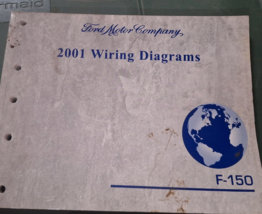 Ford Motor Company,
2001 Wiring Diagrams
F-150